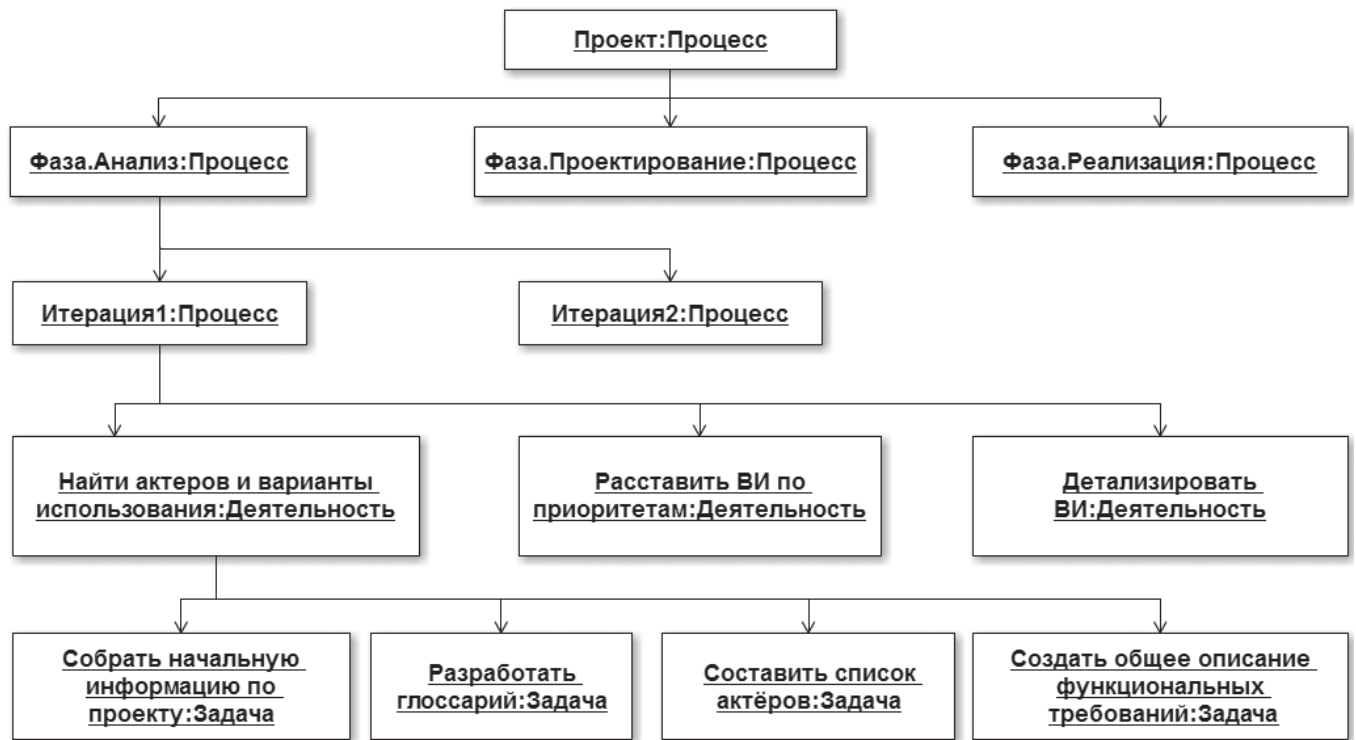 Проект:Процесс
Фаза.Анализ:Процесс
Фаза.Проектирование:Процесс
Фаза.Реализация:Процесс
Итерация1:Процесс
Итерация2:Процесс
Найти актеров и варианты
использования:Деятельность
Расставить ВИ по
приоритетам:Деятельность
Детализировать
ВИ:Деятельность
Собрать начальную
информацию по
проекту:Задача
Разработать
глоссарий:Задача
Составить список
актёров:Задача
Создать общее описание
функциональных
требований:Задача